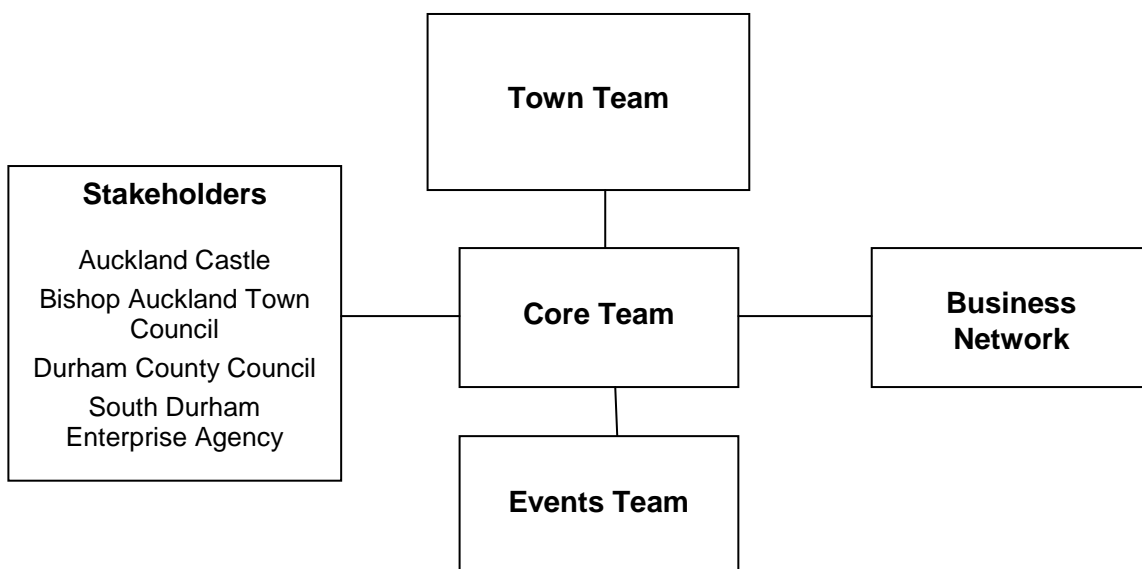 Town Team
Stakeholders
Auckland Castle
Bishop Auckland Town
Council
Durham County Council
South Durham
Enterprise Agency
Core Team
Business
Network
Events Team